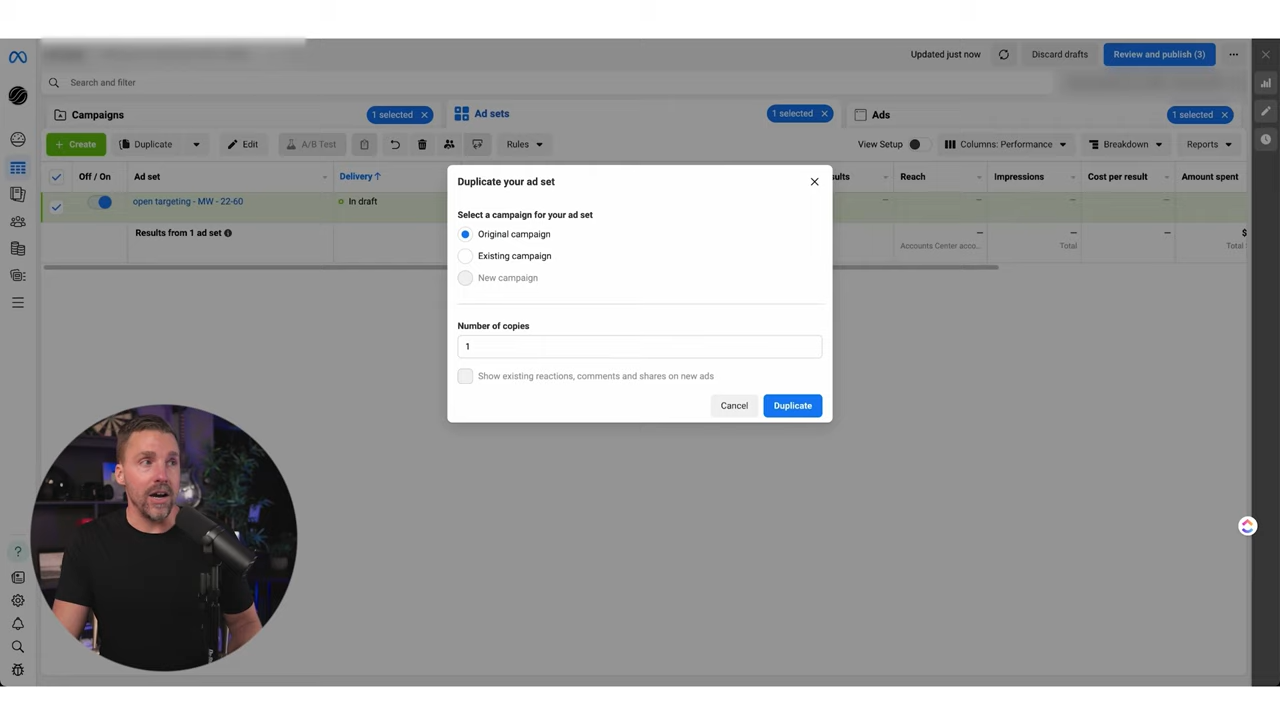 Updated just now
Discard drafts
Review and publish (3)
Search and filter
Campaigns
1 selected
Ad sets
1 selected
Ads
1 selected
+ Create
Duplicate
Edit
A/B Test
Rules
View Setup
Columns: Performance
Breakdown
Reports
Off / On
Ad set
Delivery ↑
ults
Reach
Impressions
Cost per result
Amount spent
open targeting - MW - 22-60
In draft
—
—
—
—
Results from 1 ad set
—
—
—
$
Accounts Center acco...
Total
Total
Duplicate your ad set
Select a campaign for your ad set
Original campaign
Existing campaign
New campaign
Number of copies
1
Show existing reactions, comments and shares on new ads
Cancel
Duplicate